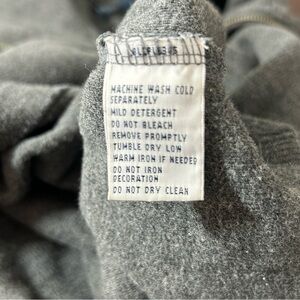 MACHINE WASH COLD
SEPARATELY
MILD DETERGENT
DO NOT BLEACH
REMOVE PROMPTLY
TUMBLE DRY LOW
WARM IRON IF NEEDED
DO NOT IRON
DECORATION
DO NOT DRY CLEAN